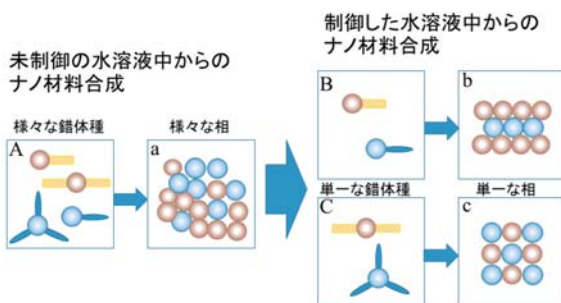 未制御の水溶液中からの
ナノ材料合成
様々な錯体種
様々な相
A
a
制御した水溶液中からの
ナノ材料合成
B
b
単一な錯体種
単一な相
C
c